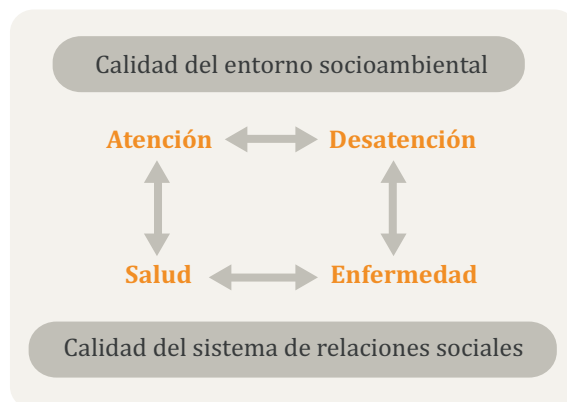 Calidad del entorno socioambiental
Atención Desatención
Salud Enfermedad
Calidad del sistema de relaciones sociales